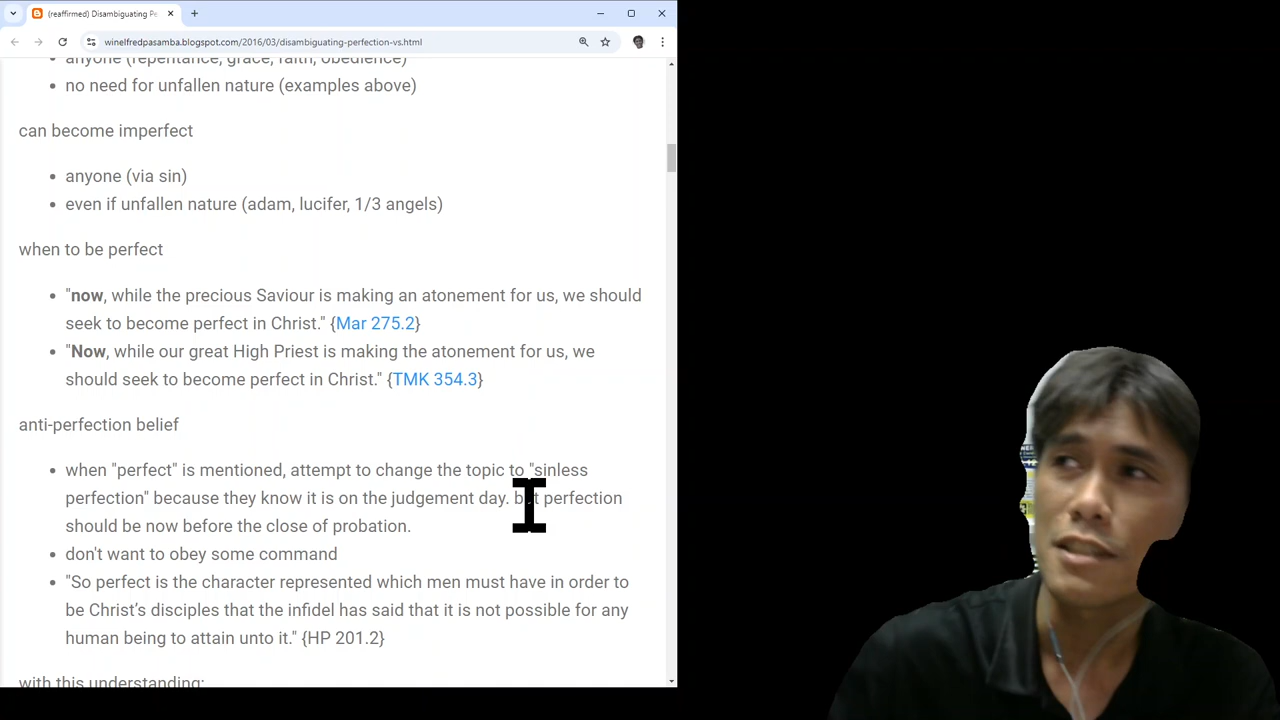 (reaffirmed) Disambiguating Pe
winelfredpasamba.blogspot.com/2016/03/disambiguating-perfection-vs.html
anyone (repentance, grace, faith, obedience)
no need for unfallen nature (examples above)
can become imperfect
anyone (via sin)
even if unfallen nature (adam, lucifer, 1/3 angels)
when to be perfect
"now, while the precious Saviour is making an atonement for us, we should
seek to become perfect in Christ." {Mar 275.2}
"Now, while our great High Priest is making the atonement for us, we
should seek to become perfect in Christ." {TMK 354.3}
anti-perfection belief
when "perfect" is mentioned, attempt to change the topic to "sinless
perfection" because they know it is on the judgement day. but perfection
should be now before the close of probation.
don't want to obey some command
"So perfect is the character represented which men must have in order to
be Christ's disciples that the infidel has said that it is not possible for any
human being to attain unto it." {HP 201.2}
with this understanding: